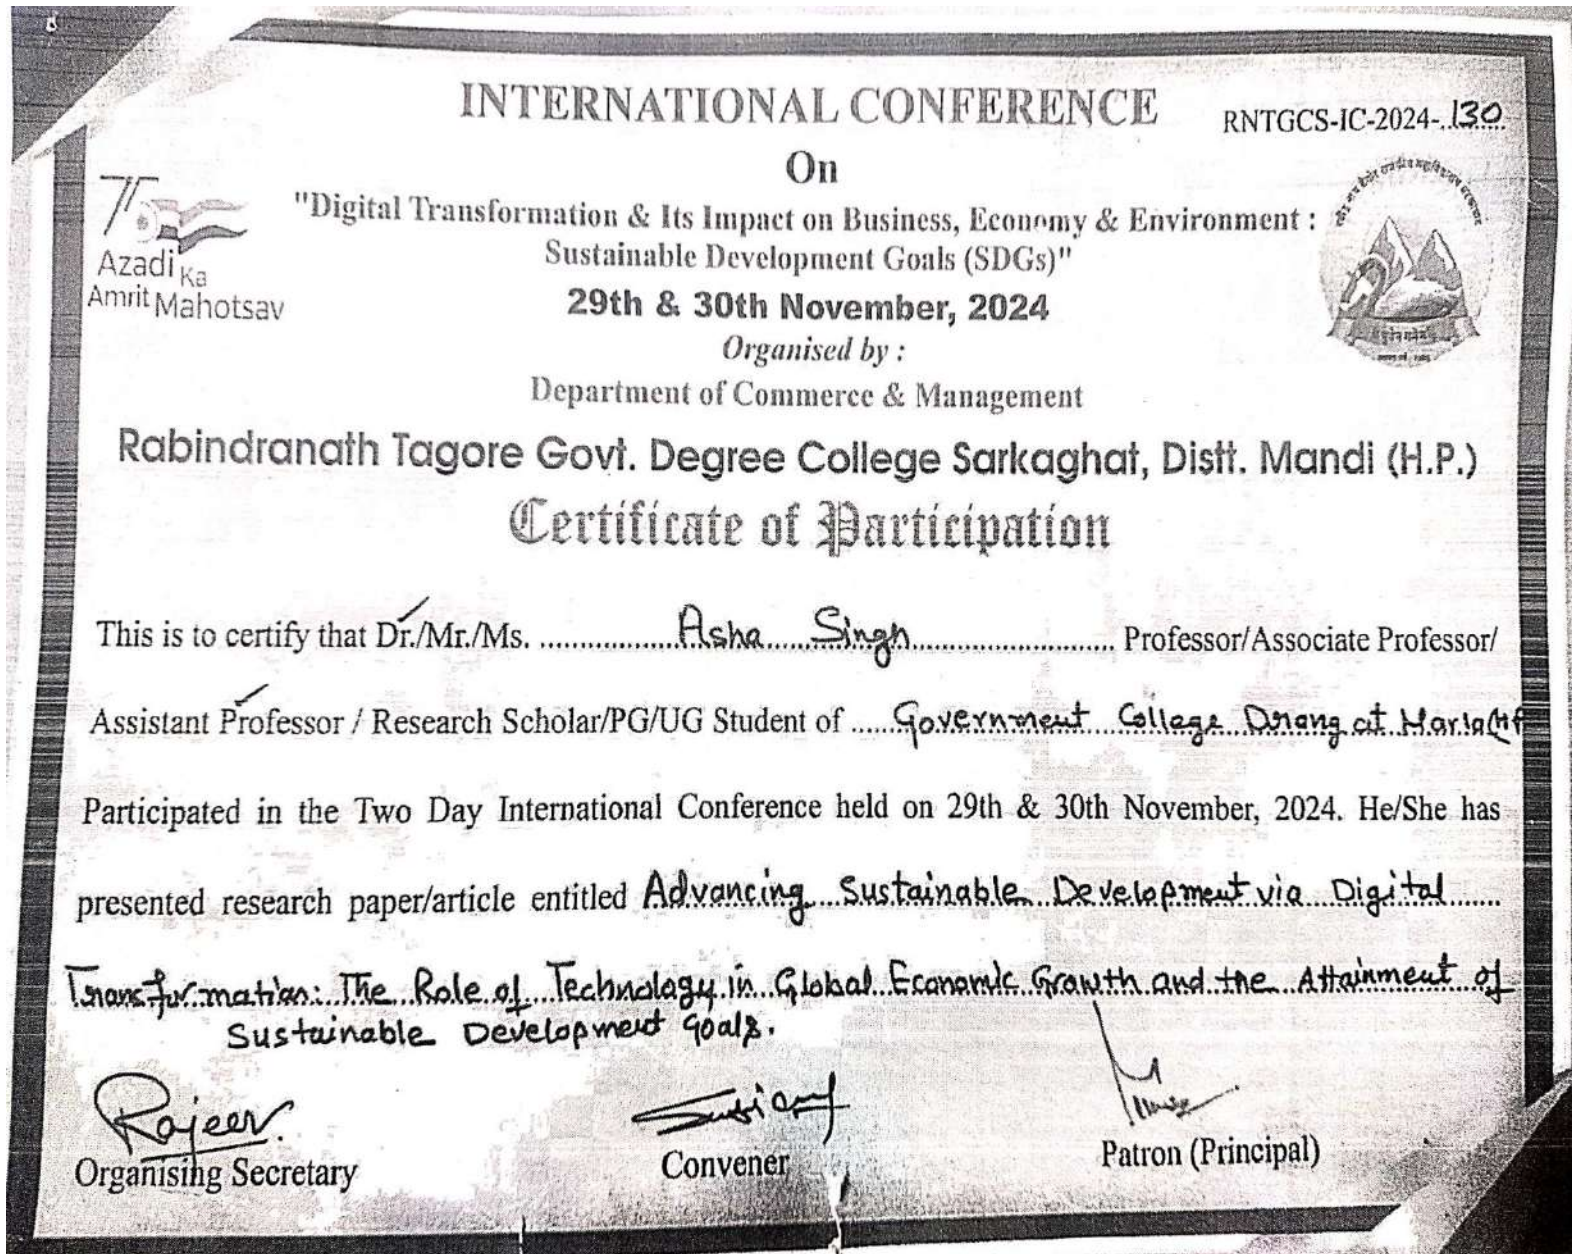 INTERNATIONAL CONFERENCE
RNTGCS-IC-2024-130
On
"Digital Transformation & Its Impact on Business, Economy & Environment :
Sustainable Development Goals (SDGs)"
Azadi Ka
Amrit Mahotsav
29th & 30th November, 2024
Organised by :
Department of Commerce & Management
Rabindranath Tagore Govt. Degree College Sarkaghat, Distt. Mandi (H.P.)
Certificate of Participation
This is to certify that Dr./Mr./Ms. Asha Singh Professor/Associate Professor/
Assistant Professor / Research Scholar/PG/UG Student of Government College Drang at Narla
Participated in the Two Day International Conference held on 29th & 30th November, 2024. He/She has
presented research paper/article entitled Advancing Sustainable Development via Digital
Transformation: The Role of Technology in Global Economic Growth and the Attainment of
Sustainable Development Goals.
Rajeev
Organising Secretary
Convener
Patron (Principal)